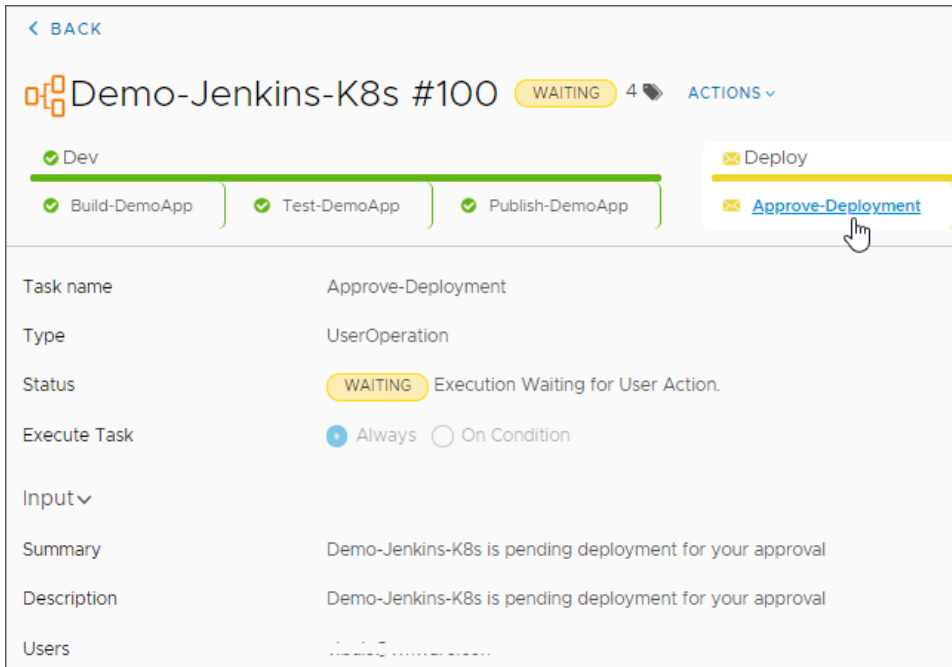 BACK
Demo-Jenkins-K8s #100 WAITING 4 ACTIONS
Dev Deploy
Build-DemoApp Test-DemoApp Publish-DemoApp Approve-Deployment
Task name Approve-Deployment
Type UserOperation
Status WAITING Execution Waiting for User Action.
Execute Task Always On Condition
Input
Summary Demo-Jenkins-K8s is pending deployment for your approval
Description Demo-Jenkins-K8s is pending deployment for your approval
Users